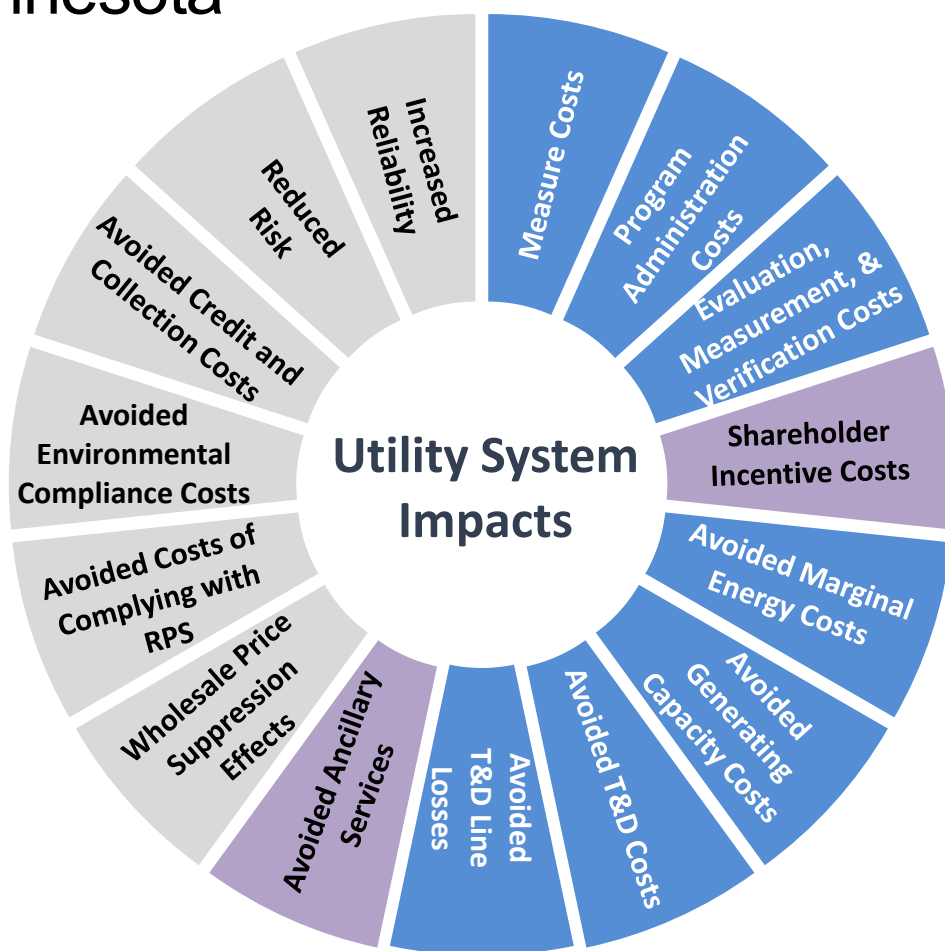 inesota
Measure Costs
Program
Administration
Costs
Evaluation,
Measurement, &
Verification Costs
Shareholder
Incentive Costs
Avoided Marginal
Energy Costs
Avoided
Generating
Capacity Costs
Avoided T&D Costs
Avoided
T&D Line
Losses
Avoided Ancillary
Services
Wholesale Price
Suppression
Effects
Avoided Costs of
Complying with
RPS
Avoided
Environmental
Compliance Costs
Avoided Credit and
Collection Costs
Reduced
Risk
Increased
Reliability
Utility System
Impacts